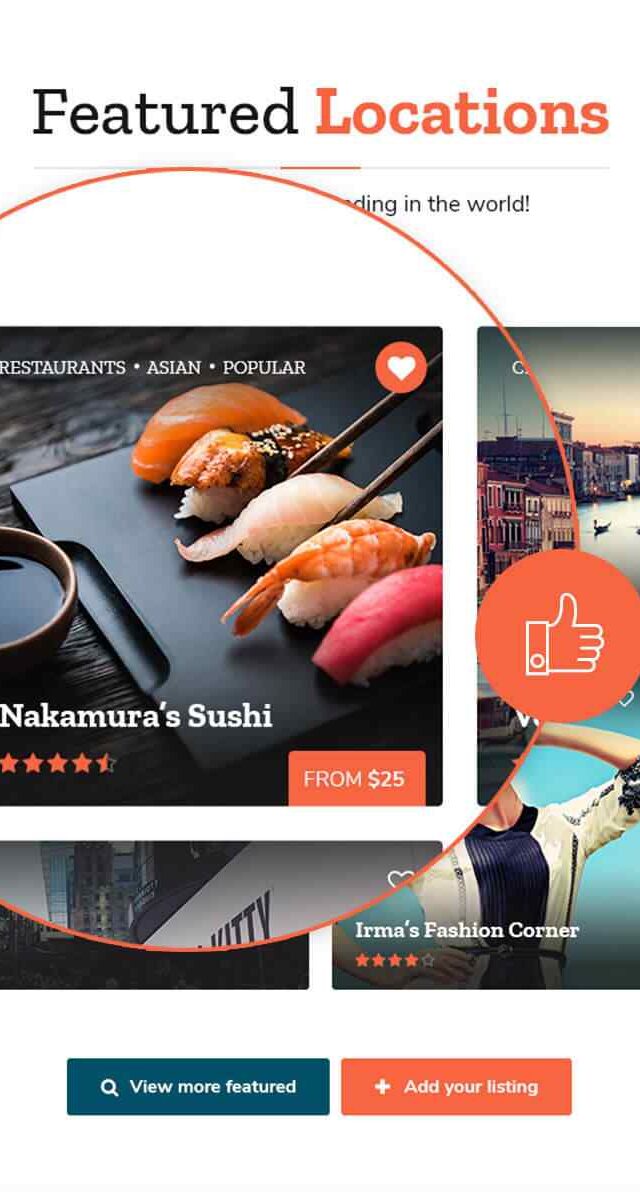 Featured Locations
in the world!
RESTAURANTS • ASIAN • POPULAR
Nakamura's Sushi
FROM $25
KITTY
Irma's Fashion Corner
View more featured
Add your listing